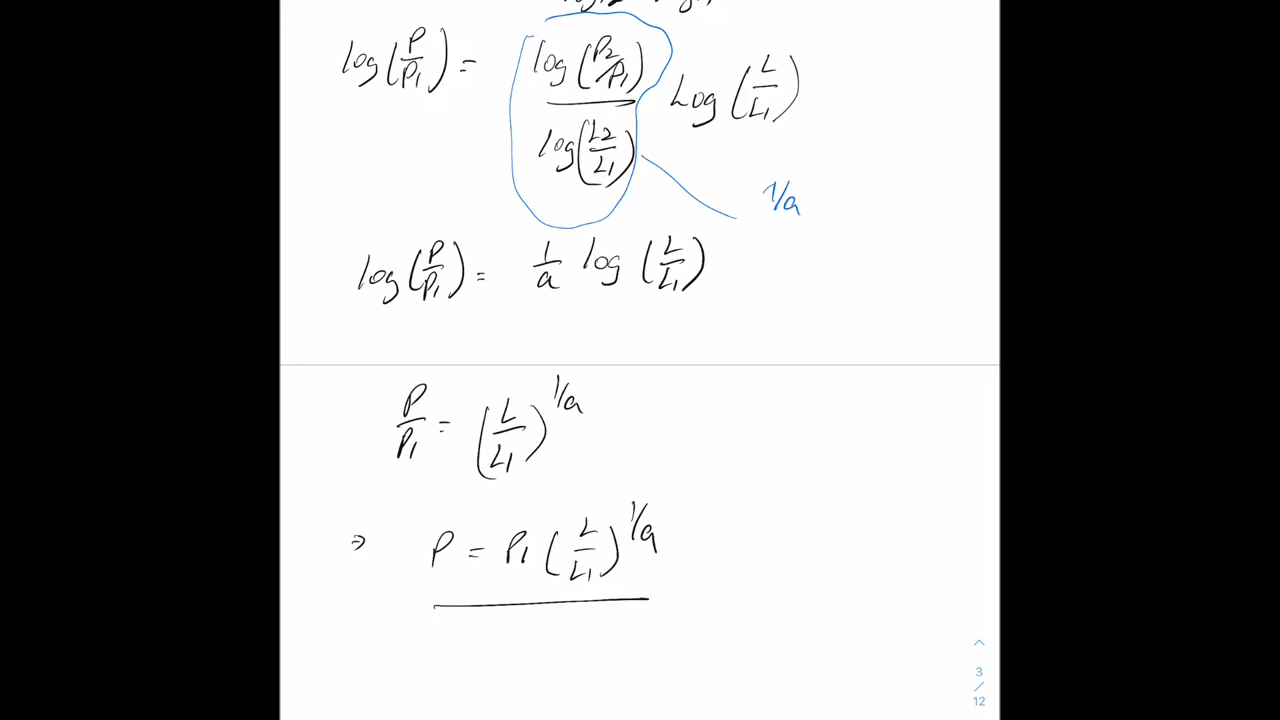 log(P/P1) = log(P2/P1) / log(L2/L1) Log(L/L1)
1/a
log(P/P1) = 1/a log(L/L1)
P/P1 = (L/L1)^1/a
⇒ P = P1 (L/L1)^1/a
3
/
12